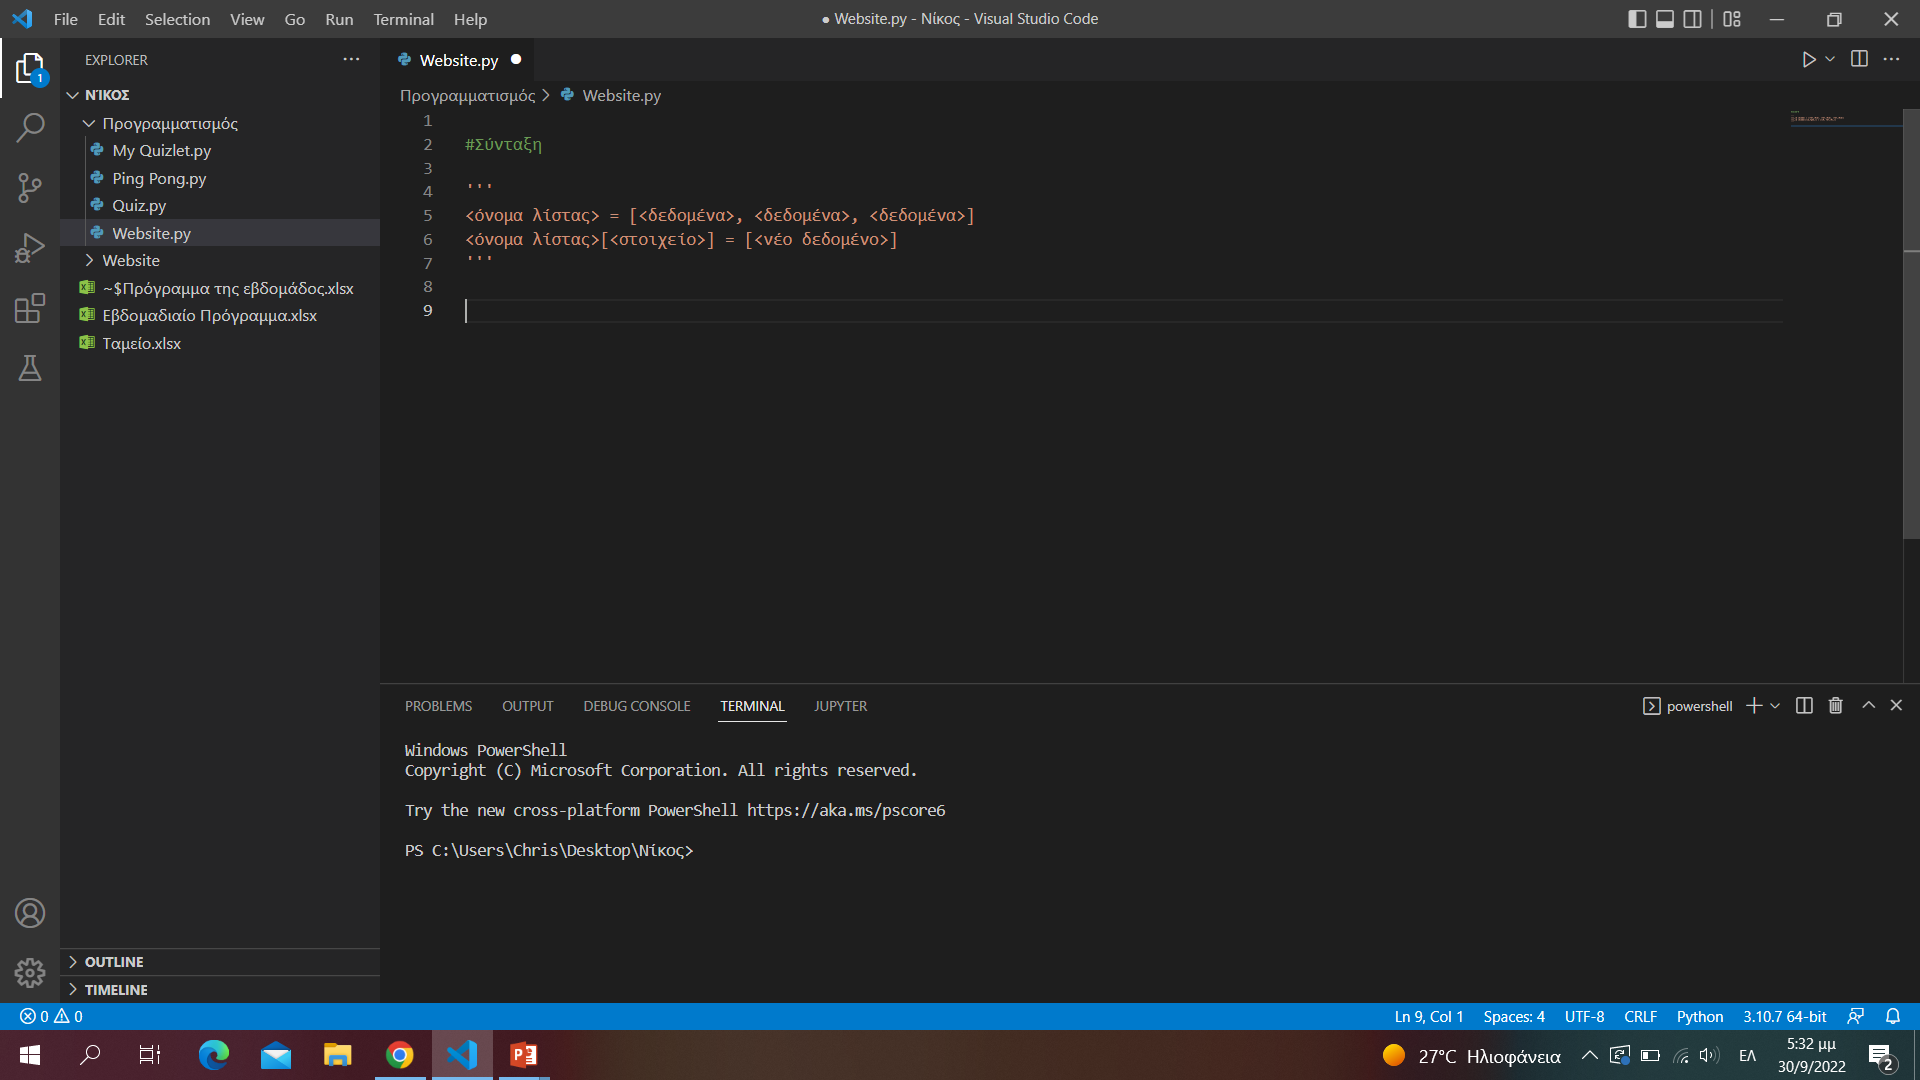 File Edit Selection View Go Run Terminal Help
● Website.py - Νίκος - Visual Studio Code
EXPLORER
1
ΝΊΚΟΣ
Προγραμματισμός
My Quizlet.py
Ping Pong.py
Quiz.py
Website.py
Website
~$Πρόγραμμα της εβδομάδος.xlsx
Εβδομαδιαίο Πρόγραμμα.xlsx
Ταμείο.xlsx
OUTLINE
TIMELINE
Website.py
Προγραμματισμός > Website.py
1
2 #Σύνταξη
3
4 '''
5 <όνομα λίστας> = [<δεδομένα>, <δεδομένα>, <δεδομένα>]
6 <όνομα λίστας>[<στοιχείο>] = [<νέο δεδομένο>]
7 '''
8
9
PROBLEMS OUTPUT DEBUG CONSOLE TERMINAL JUPYTER
powershell
Windows PowerShell
Copyright (C) Microsoft Corporation. All rights reserved.
Try the new cross-platform PowerShell https://aka.ms/pscore6
PS C:\Users\Chris\Desktop\Νίκος>
0 0
Ln 9, Col 1 Spaces: 4 UTF-8 CRLF Python 3.10.7 64-bit
27°C Ηλιοφάνεια
ΕΛ
5:32 μμ
30/9/2022
2